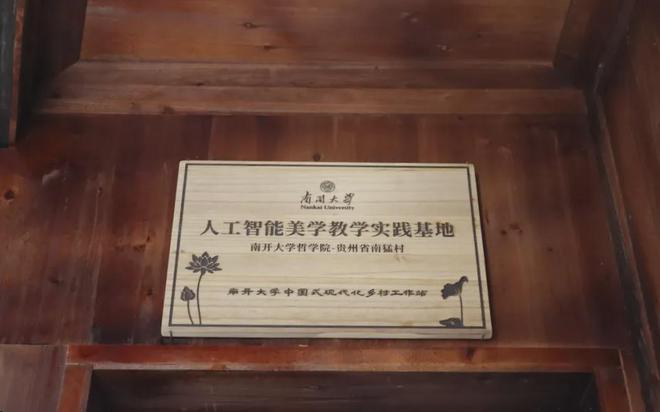 南開大學
Nankai University
人工智能美学教学实践基地
南开大学哲学院-贵州省南猛村
南开大学中国式现代化乡村工作站